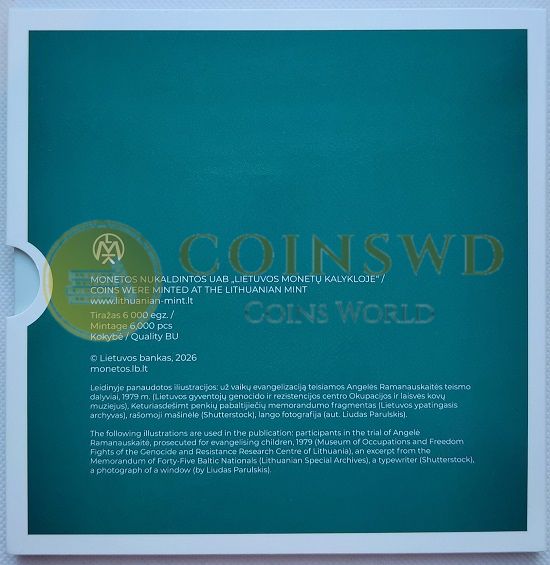 COINSWD
COINS WORLD
MONETOS NUKALDINTOS UAB „LIETUVOS MONETŲ KALYKLOJE“ /
COINS WERE MINTED AT THE LITHUANIAN MINT
www.lithuanian-mint.lt
Tiražas 6 000 egz. /
Mintage 6,000 pcs
Kokybė / Quality BU
© Lietuvos bankas, 2026
monetos.lb.lt
Leidinyje panaudotos iliustracijos: už vaikų evangelizaciją teisiamos Angelės Ramanauskaitės teismo
dalyviai, 1979 m. (Lietuvos gyventojų genocido ir rezistencijos centro Okupacijos ir laisvės kovų
muziejus), Keturiasdešimt penkių pabaltijiečių memorandumo fragmentas (Lietuvos ypatingasis
archyvas), rašomoji mašinėlė (Shutterstock), lango fotografija (aut. Liudas Parulskis).
The following illustrations are used in the publication: participants in the trial of Angelė
Ramanauskaitė, prosecuted for evangelising children, 1979 (Museum of Occupations and Freedom
Fights of the Genocide and Resistance Research Centre of Lithuania), an excerpt from the
Memorandum of Forty-Five Baltic Nationals (Lithuanian Special Archives), a typewriter (Shutterstock),
a photograph of a window (by Liudas Parulskis).